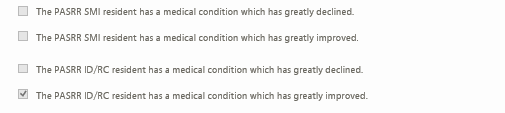 The PASRR SMI resident has a medical condition which has greatly declined.
The PASRR SMI resident has a medical condition which has greatly improved.
The PASRR ID/RC resident has a medical condition which has greatly declined.
The PASRR ID/RC resident has a medical condition which has greatly improved.